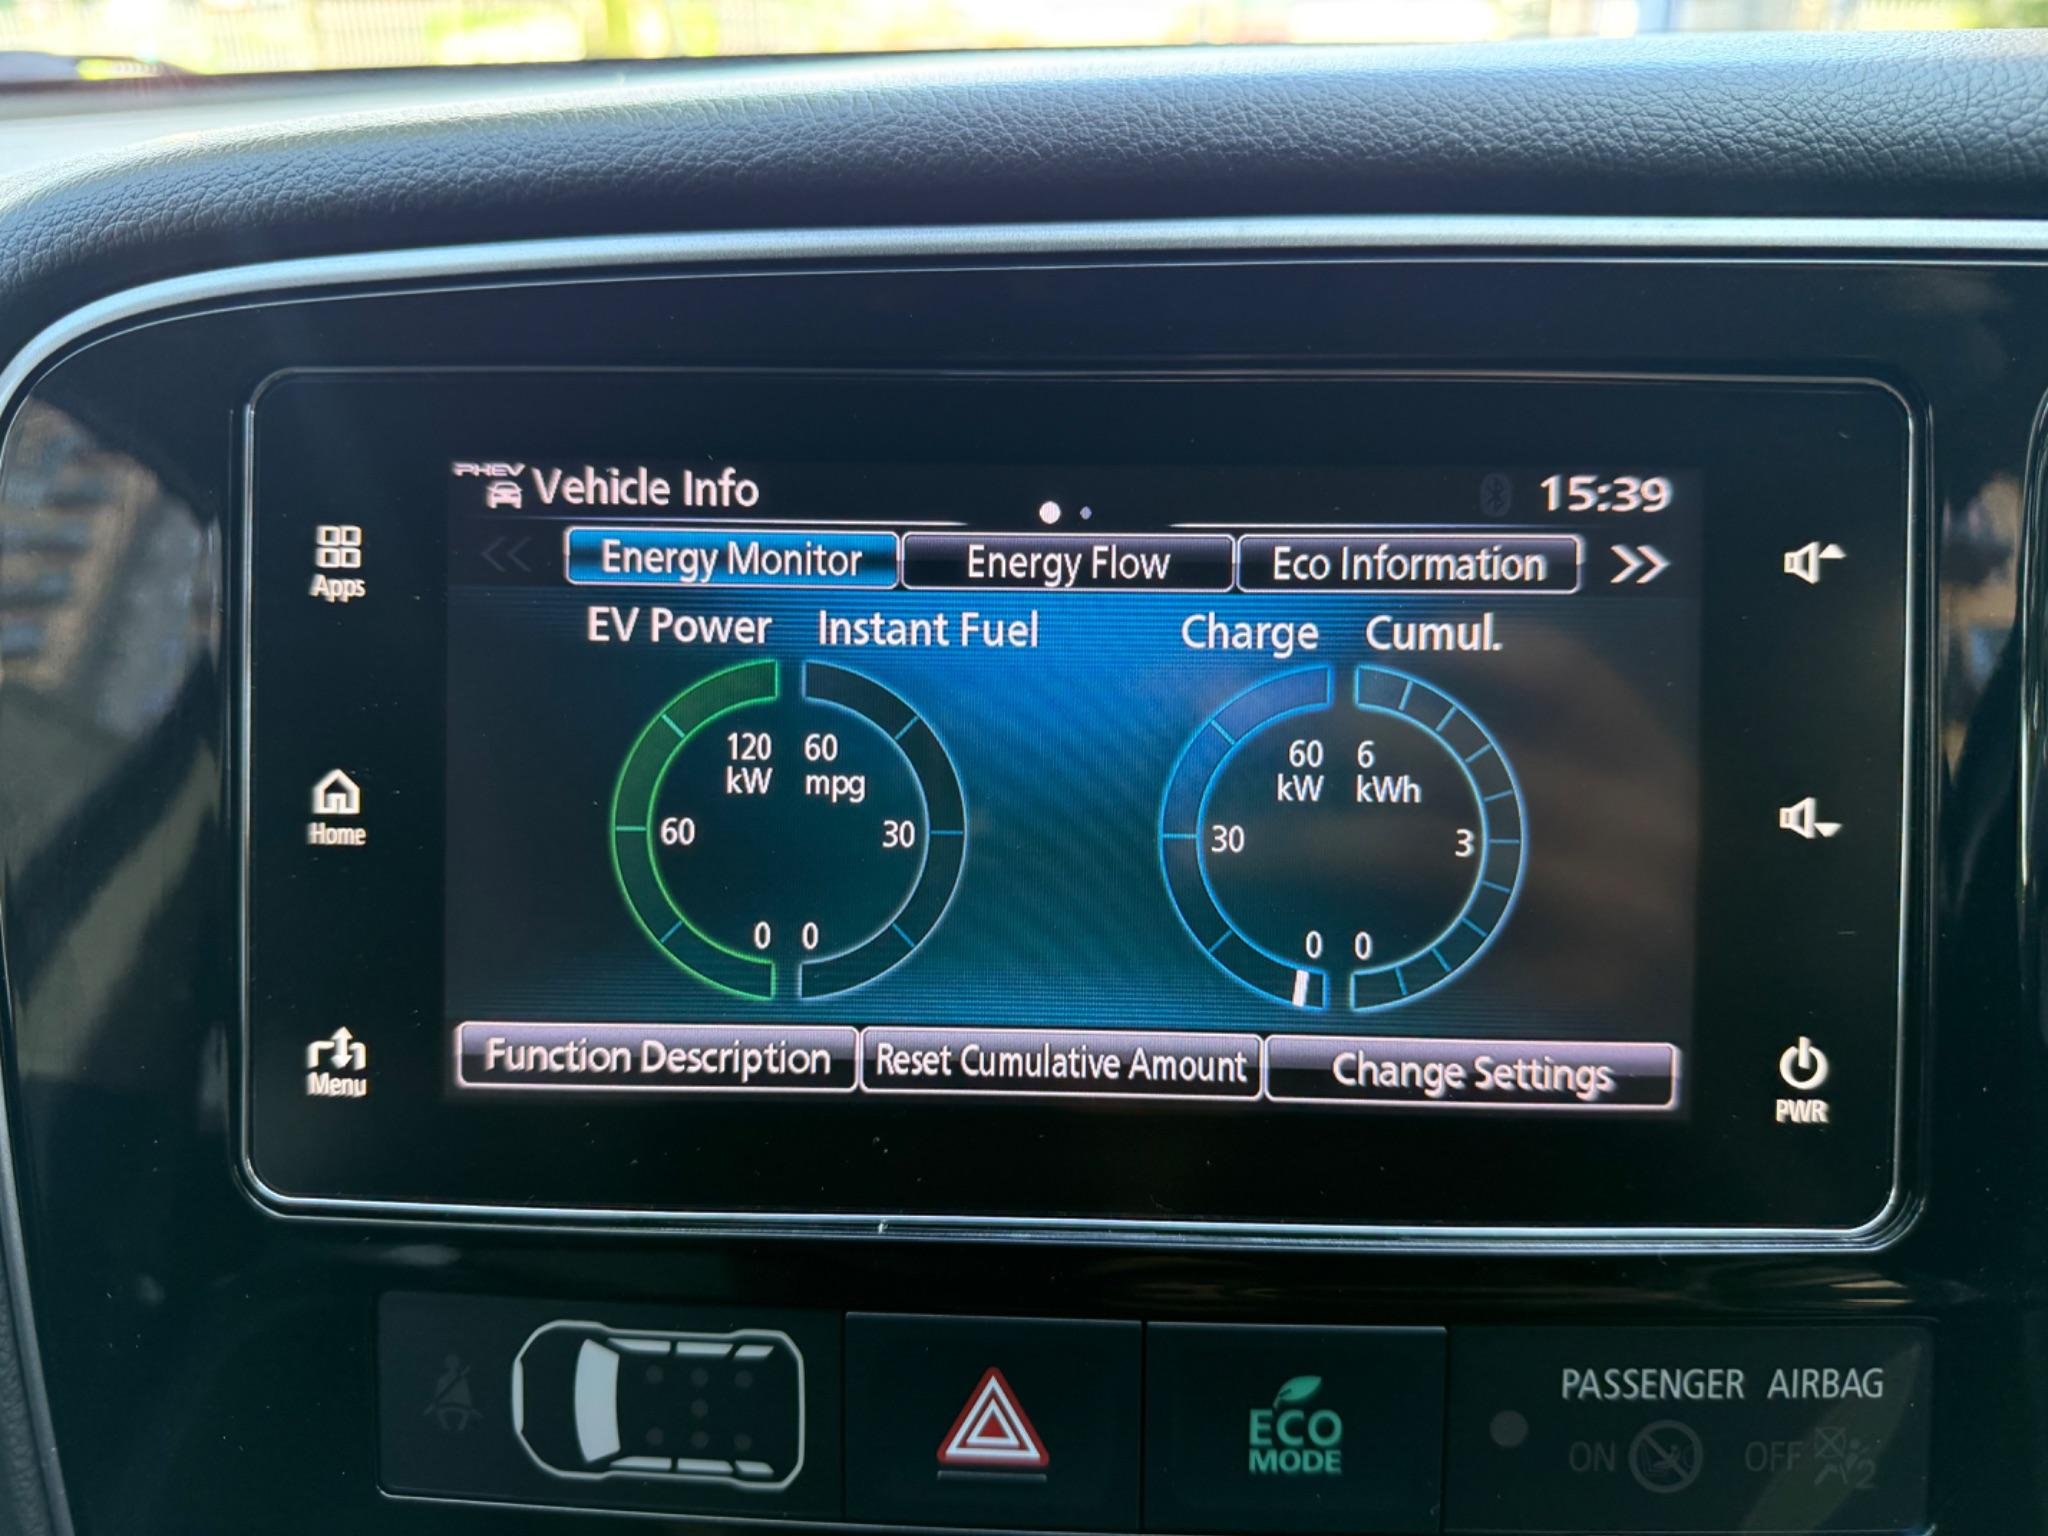 PHEV
Vehicle Info
15:39
Apps
Energy Monitor
Energy Flow
Eco Information
EV Power
Instant Fuel
Charge
Cumul.
120
kW
60
mpg
60
30
0
0
60
kW
6
kWh
30
3
0
0
Home
Menu
Function Description
Reset Cumulative Amount
Change Settings
PWR
ECO
MODE
PASSENGER AIRBAG
ON
OFF
2